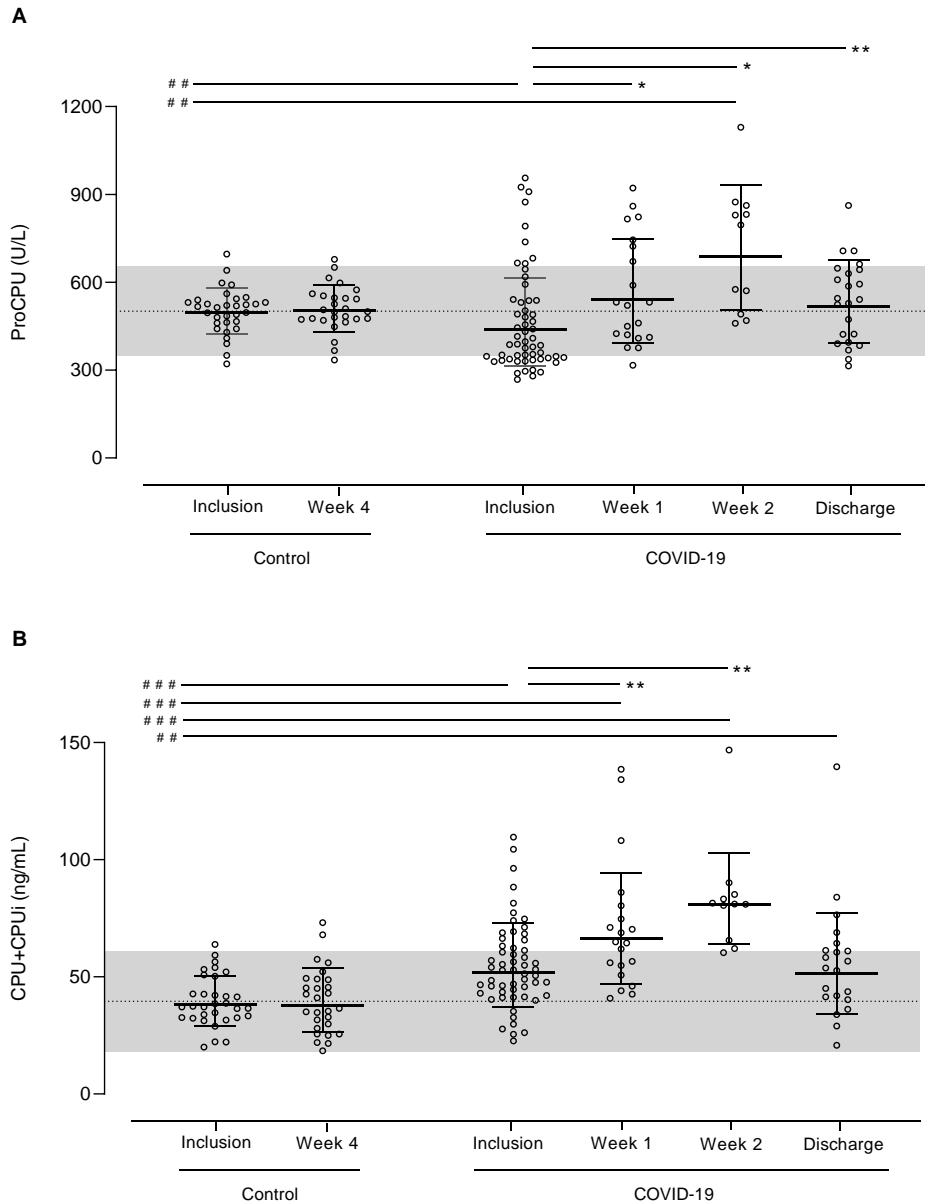 A
**
*
## *
##
1200
900
600
300
0
ProCPU (U/L)
Inclusion Week 4 Inclusion Week 1 Week 2 Discharge
Control COVID-19
B
**
### **
###
###
##
150
100
50
0
CPU+CPUi (ng/mL)
Inclusion Week 4 Inclusion Week 1 Week 2 Discharge
Control COVID-19